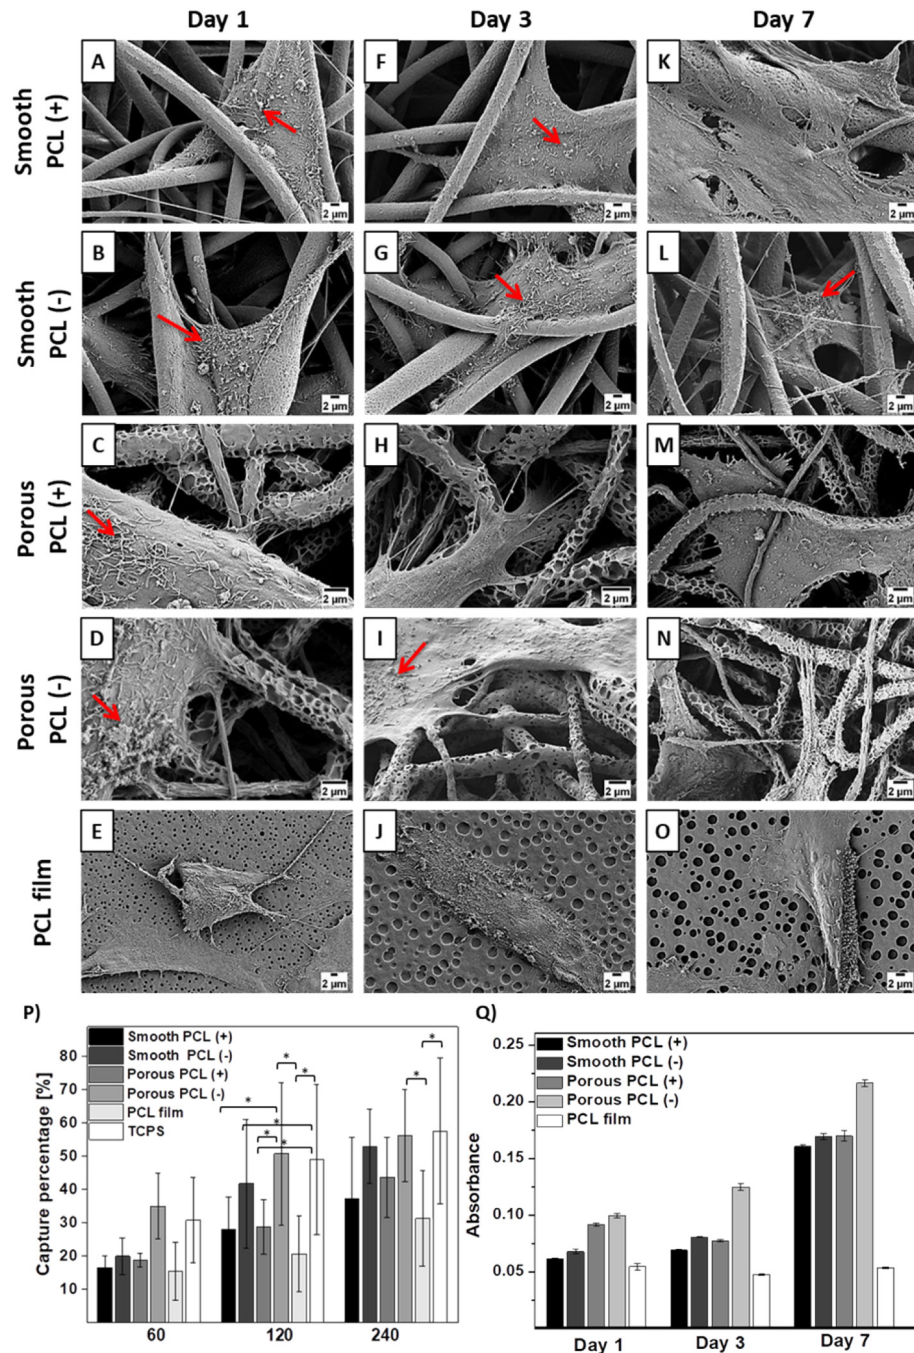 Day 1 Day 3 Day 7
Smooth
PCL (+)
A
2 µm
F
2 µm
K
2 µm
Smooth
PCL (-)
B
2 µm
G
2 µm
L
2 µm
Porous
PCL (+)
C
2 µm
H
2 µm
M
2 µm
Porous
PCL (-)
D
2 µm
I
2 µm
N
2 µm
PCL film
E
2 µm
J
2 µm
O
2 µm
P)
Capture percentage [%]
80
70
60
50
40
30
20
10
Smooth PCL (+)
Smooth PCL (-)
Porous PCL (+)
Porous PCL (-)
PCL film
TCPS
* * * * * * *
60 120 240
Q)
Absorbance
0.25
0.20
0.15
0.10
0.05
Smooth PCL (+)
Smooth PCL (-)
Porous PCL (+)
Porous PCL (-)
PCL film
Day 1 Day 3 Day 7